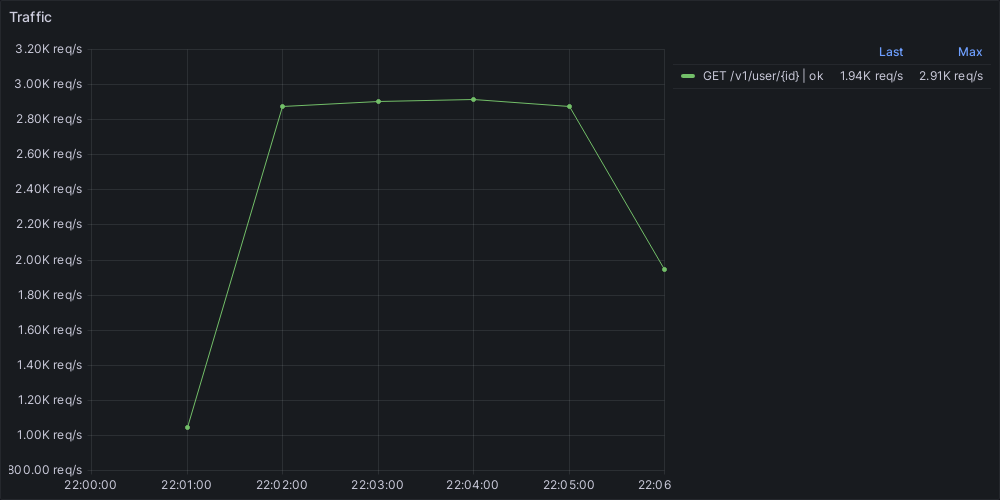 Traffic
3.20K req/s
3.00K req/s
2.80K req/s
2.60K req/s
2.40K req/s
2.20K req/s
2.00K req/s
1.80K req/s
1.60K req/s
1.40K req/s
1.20K req/s
1.00K req/s
800.00 req/s
22:00:00 22:01:00 22:02:00 22:03:00 22:04:00 22:05:00 22:06
Last Max
GET /v1/user/{id} | ok 1.94K req/s 2.91K req/s